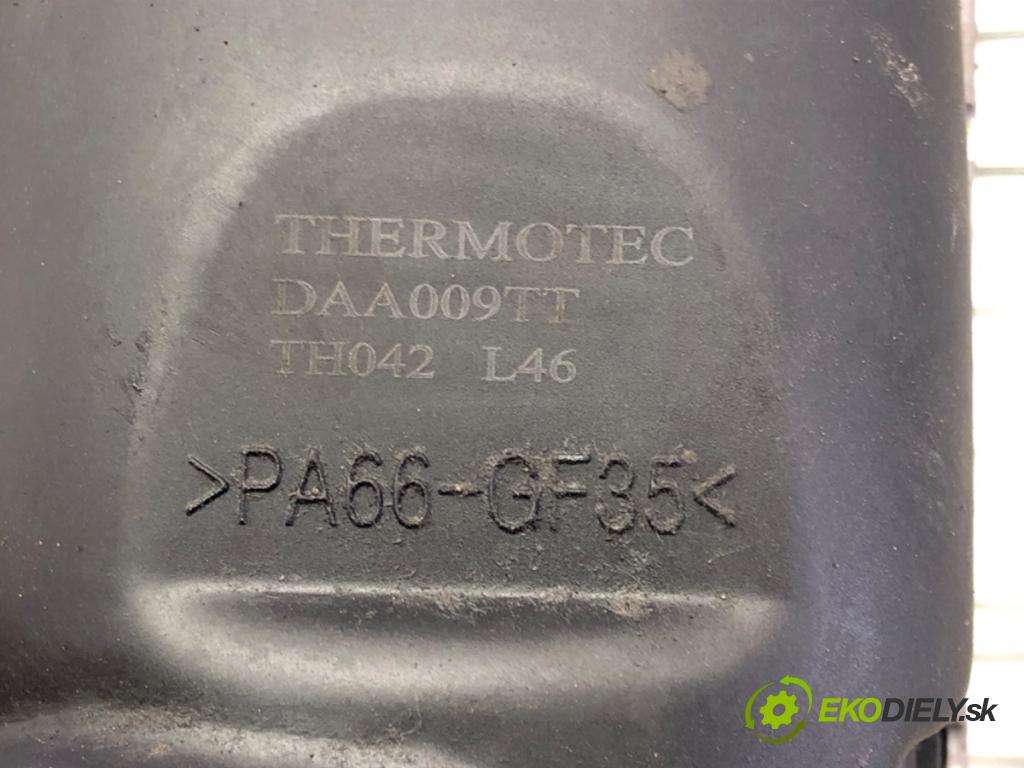 THERMOTEC
DAA009TT
TH042 L46
>PA66-GF35<
EKODIELY.sk